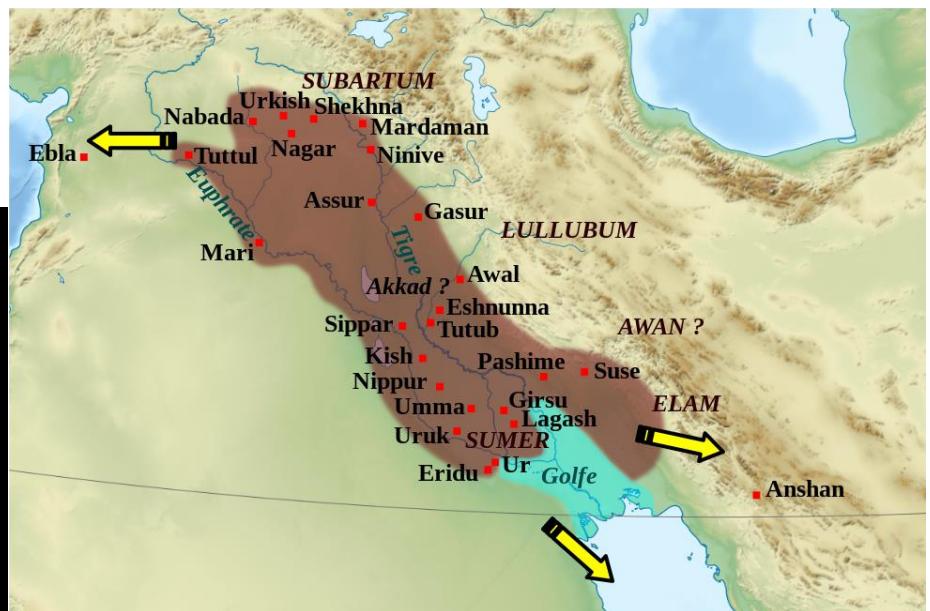 SUBARTUM
Urkish
Shekhna
Nabada
Mardaman
Nagar
Ebla
Tuttul
Ninive
Euphrate
Assur
Gasur
Tigre
LULLUBUM
Mari
Awal
Akkad ?
Eshnunna
Sippar
Tutub
AWAN ?
Kish
Pashime
Suse
Nippur
Umma
Girsu
ELAM
Lagash
Uruk
SUMER
Ur
Eridu
Golfe
Anshan